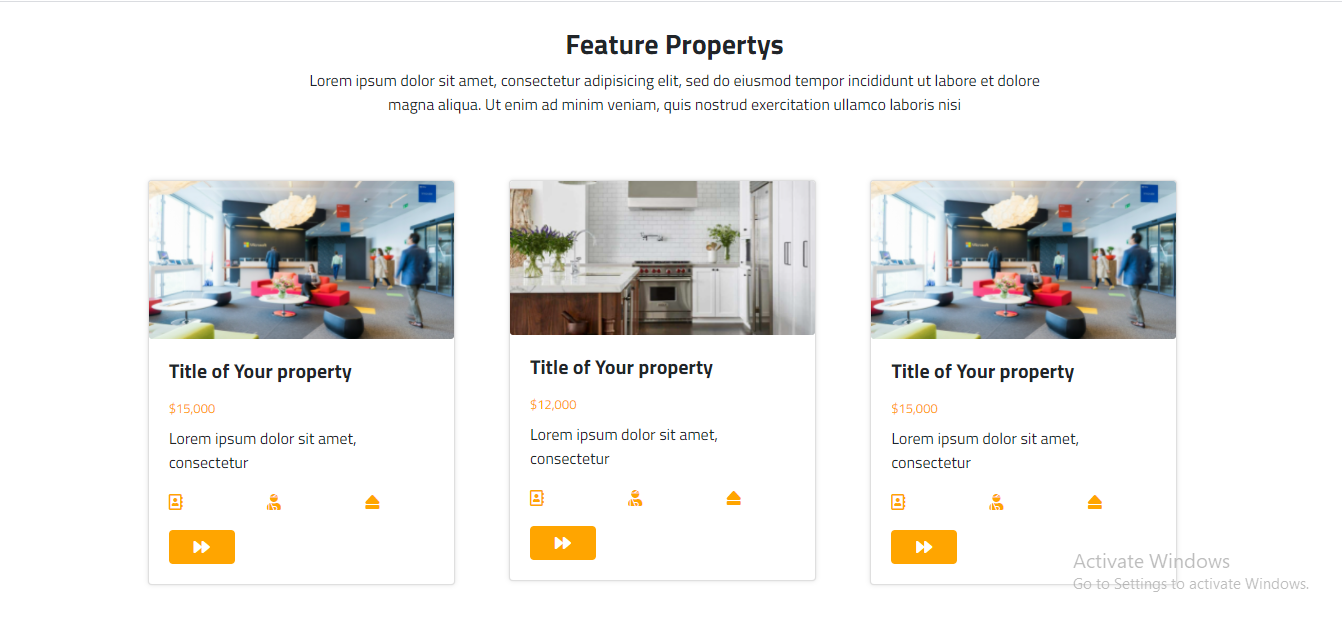 Feature Propertys
Lorem ipsum dolor sit amet, consectetur adipisicing elit, sed do eiusmod tempor incididunt ut labore et dolore
magna aliqua. Ut enim ad minim veniam, quis nostrud exercitation ullamco laboris nisi
Microsoft
Title of Your property
$15,000
Lorem ipsum dolor sit amet,
consectetur
Title of Your property
$12,000
Lorem ipsum dolor sit amet,
consectetur
Microsoft
Title of Your property
$15,000
Lorem ipsum dolor sit amet,
consectetur
Activate Windows
Go to Settings to activate Windows.